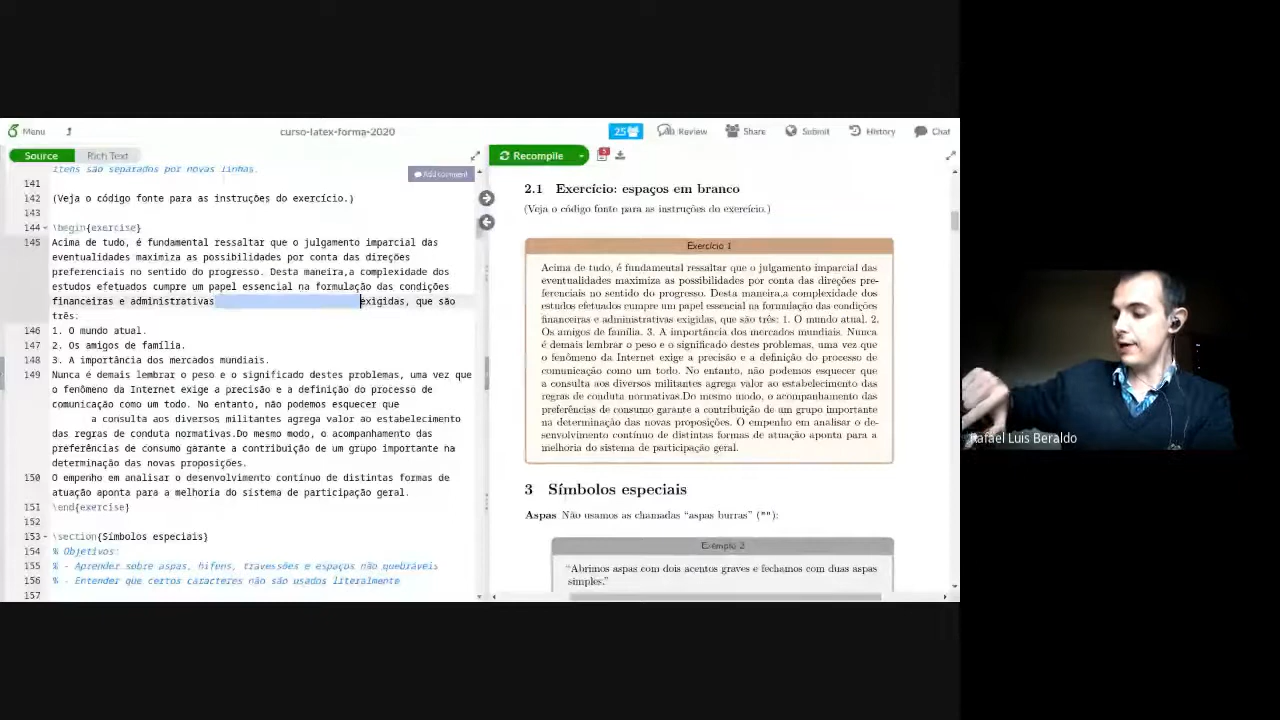 Menu
curso-latex-forma-2020
25
Review
Share
Submit
History
Chat
Source
Rich Text
Recompile
5
itens são separados por novas linhas.
Add comment
141
142 (Veja o código fonte para as instruções do exercício.)
143
144 \begin{exercise}
145 Acima de tudo, é fundamental ressaltar que o julgamento imparcial das
eventualidades maximiza as possibilidades por conta das direções
preferenciais no sentido do progresso. Desta maneira,a complexidade dos
estudos efetuados cumpre um papel essencial na formulação das condições
financeiras e administrativas exigidas, que são
três:
146 1. O mundo atual.
147 2. Os amigos de família.
148 3. A importância dos mercados mundiais.
149 Nunca é demais lembrar o peso e o significado destes problemas, uma vez que
o fenômeno da Internet exige a precisão e a definição do processo de
comunicação como um todo. No entanto, não podemos esquecer que
a consulta aos diversos militantes agrega valor ao estabelecimento
das regras de conduta normativas.Do mesmo modo, o acompanhamento das
preferências de consumo garante a contribuição de um grupo importante na
determinação das novas proposições.
150 O empenho em analisar o desenvolvimento contínuo de distintas formas de
atuação aponta para a melhoria do sistema de participação geral.
151 \end{exercise}
152
153 \section{Símbolos especiais}
154 % Objetivos:
155 % - Aprender sobre aspas, hifens, travessões e espaços não quebráveis
156 % - Entender que certos caracteres não são usados literalmente
157
2.1 Exercício: espaços em branco
(Veja o código fonte para as instruções do exercício.)
Exercício 1
Acima de tudo, é fundamental ressaltar que o julgamento imparcial das
eventualidades maximiza as possibilidades por conta das direções pre-
ferenciais no sentido do progresso. Desta maneira,a complexidade dos
estudos efetuados cumpre um papel essencial na formulação das condições
financeiras e administrativas exigidas, que são três: 1. O mundo atual. 2.
Os amigos de família. 3. A importância dos mercados mundiais. Nunca
é demais lembrar o peso e o significado destes problemas, uma vez que
o fenômeno da Internet exige a precisão e a definição do processo de
comunicação como um todo. No entanto, não podemos esquecer que
a consulta aos diversos militantes agrega valor ao estabelecimento das
regras de conduta normativas.Do mesmo modo, o acompanhamento das
preferências de consumo garante a contribuição de um grupo importante
na determinação das novas proposições. O empenho em analisar o de-
senvolvimento contínuo de distintas formas de atuação aponta para a
melhoria do sistema de participação geral.
3 Símbolos especiais
Aspas Não usamos as chamadas “aspas burras” (""):
Exemplo 2
“Abrimos aspas com dois acentos graves e fechamos com duas aspas
simples.”
Rafael Luis Beraldo